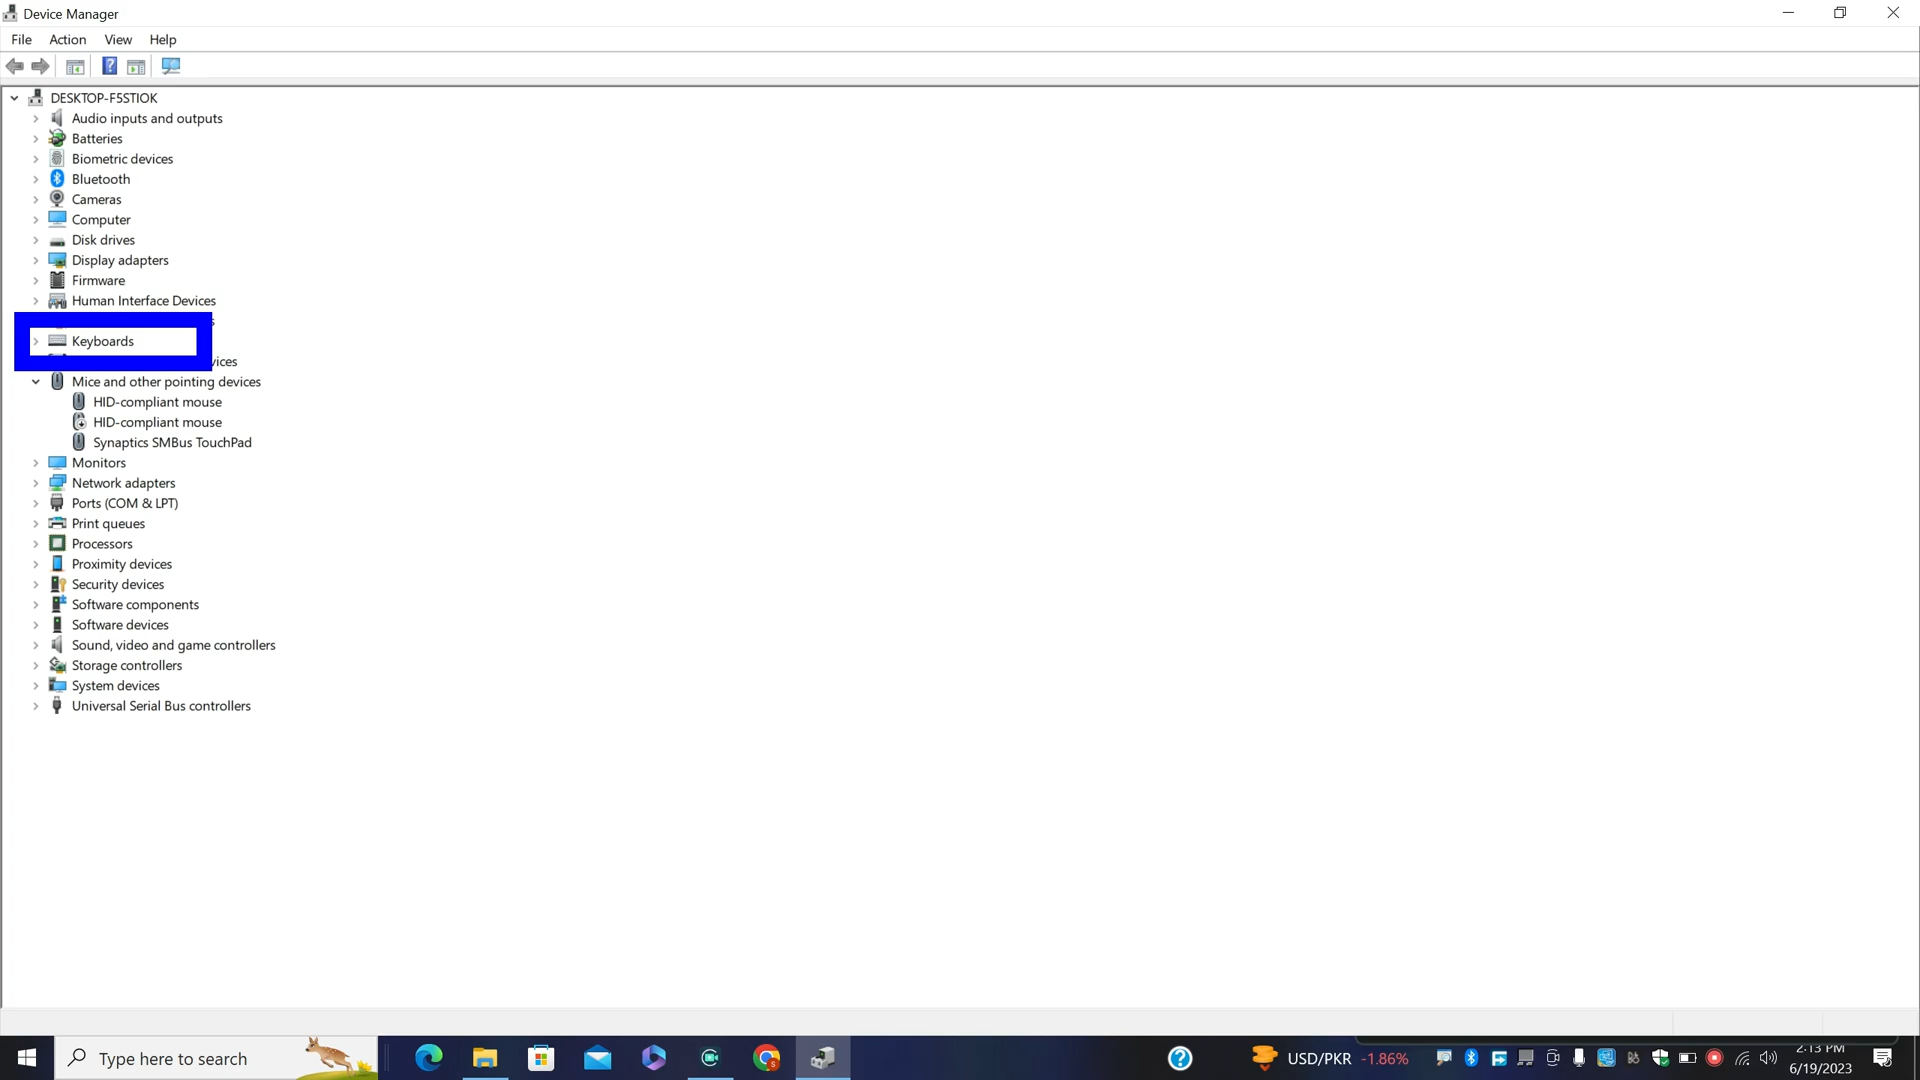 Device Manager
File Action View Help
DESKTOP-F5STIOK
Audio inputs and outputs
Batteries
Biometric devices
Bluetooth
Cameras
Computer
Disk drives
Display adapters
Firmware
Human Interface Devices
Keyboards
Mice and other pointing devices
HID-compliant mouse
HID-compliant mouse
Synaptics SMBus TouchPad
Monitors
Network adapters
Ports (COM & LPT)
Print queues
Processors
Proximity devices
Security devices
Software components
Software devices
Sound, video and game controllers
Storage controllers
System devices
Universal Serial Bus controllers
Type here to search
USD/PKR -1.86%
2:13 PM
6/19/2023